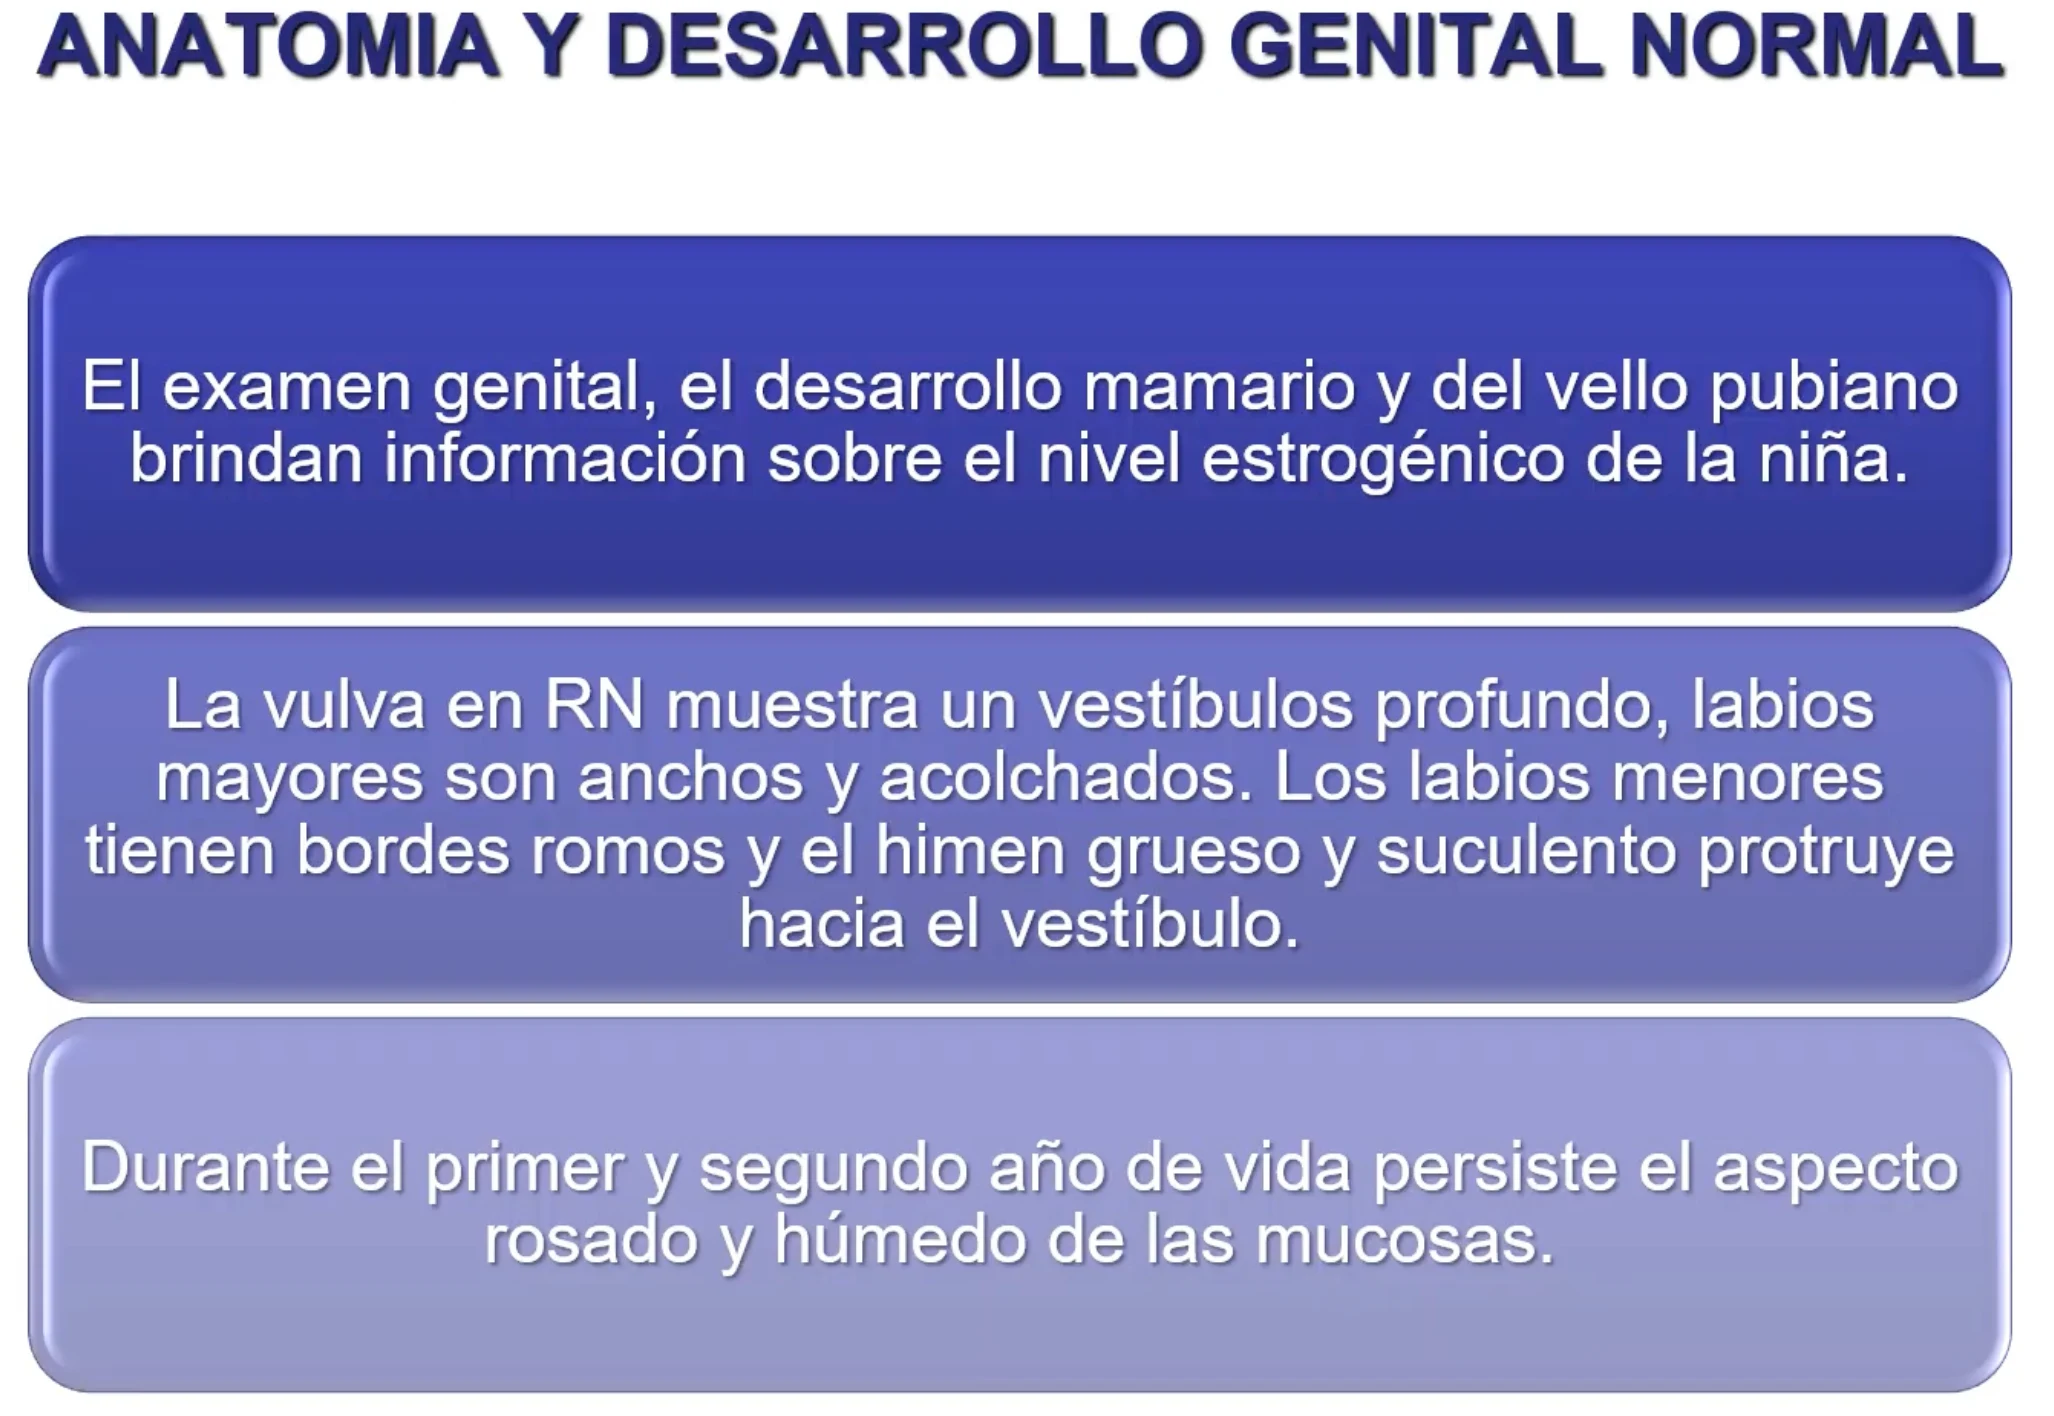 ANATOMIA Y DESARROLLO GENITAL NORMAL
El examen genital, el desarrollo mamario y del vello pubiano
brindan información sobre el nivel estrogénico de la niña.
La vulva en RN muestra un vestíbulos profundo, labios
mayores son anchos y acolchados. Los labios menores
tienen bordes romos y el himen grueso y suculento protruye
hacia el vestíbulo.
Durante el primer y segundo año de vida persiste el aspecto
rosado y húmedo de las mucosas.